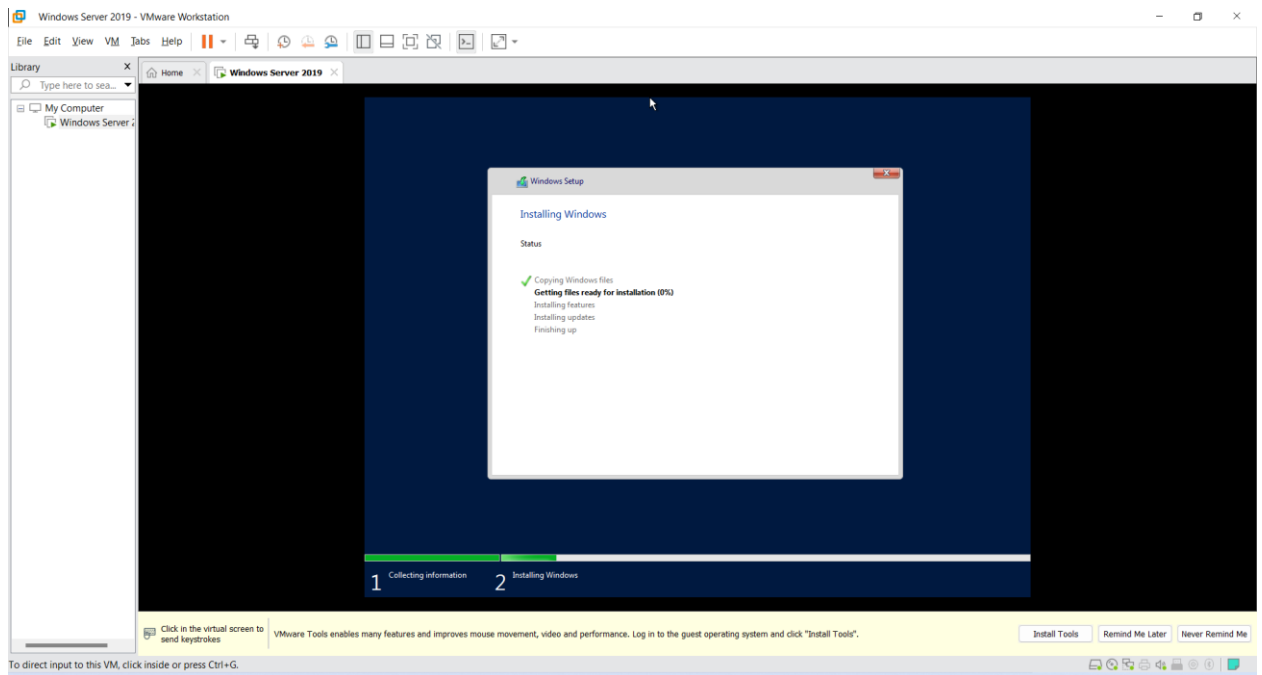 Windows Server 2019 - VMware Workstation
File Edit View VM Tabs Help
Library X
Type here to sea...
Home
Windows Server 2019
My Computer
Windows Server 2
Windows Setup
Installing Windows
Status
Copying Windows files
Getting files ready for installation (0%)
Installing features
Installing updates
Finishing up
1 Collecting information
2 Installing Windows
Click in the virtual screen to
send keystrokes
VMware Tools enables many features and improves mouse movement, video and performance. Log in to the guest operating system and click "Install Tools".
Install Tools
Remind Me Later
Never Remind Me
To direct input to this VM, click inside or press Ctrl+G.